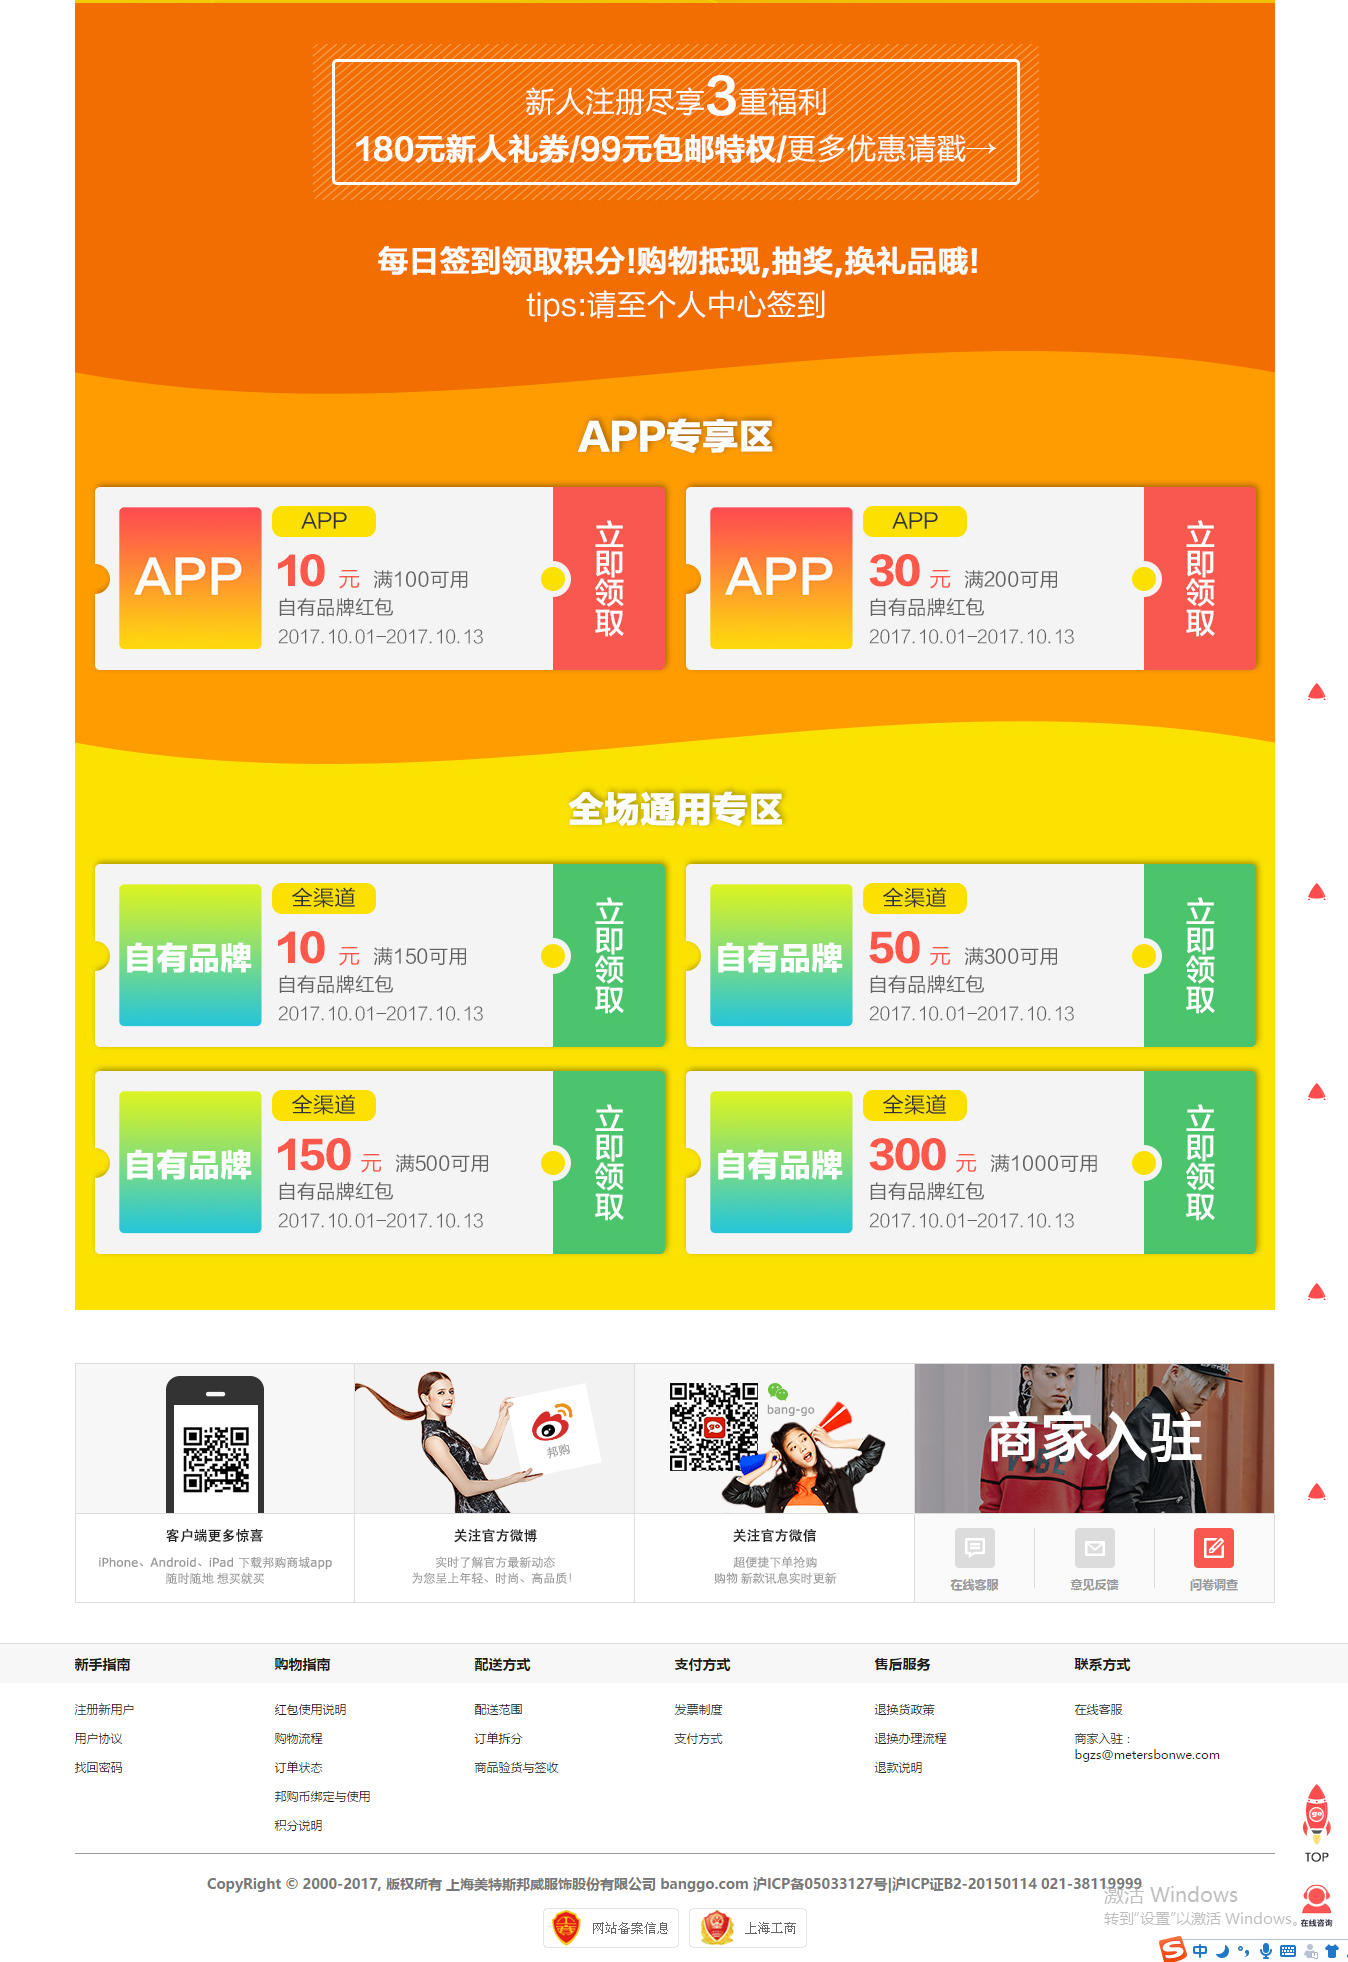 新人注册尽享3重福利
180元新人礼券/99元包邮特权/更多优惠请戳→
每日签到领取积分!购物抵现,抽奖,换礼品哦!
tips:请至个人中心签到
APP专享区
APP
APP
10 元 满100可用
自有品牌红包
2017.10.01-2017.10.13
立即领取
APP
APP
30 元 满200可用
自有品牌红包
2017.10.01-2017.10.13
立即领取
全场通用专区
自有品牌
全渠道
10 元 满150可用
自有品牌红包
2017.10.01-2017.10.13
立即领取
自有品牌
全渠道
50 元 满300可用
自有品牌红包
2017.10.01-2017.10.13
立即领取
自有品牌
全渠道
150 元 满500可用
自有品牌红包
2017.10.01-2017.10.13
立即领取
自有品牌
全渠道
300 元 满1000可用
自有品牌红包
2017.10.01-2017.10.13
立即领取
客户端更多惊喜
iPhone、Android、iPad 下载邦购商城app
随时随地 想买就买
邦购
关注官方微博
实时了解官方最新动态
为您呈上年轻、时尚、高品质!
bang-go
go
关注官方微信
超便捷下单抢购
购物 新款讯息实时更新
商家入驻
VIBE
在线客服
意见反馈
问卷调查
新手指南
注册新用户
用户协议
找回密码
购物指南
红包使用说明
购物流程
订单状态
邦购币绑定与使用
积分说明
配送方式
配送范围
订单拆分
商品验货与签收
支付方式
发票制度
支付方式
售后服务
退换货政策
退换办理流程
退款说明
联系方式
在线客服
商家入驻：
bgzs@metersbonwe.com
go
TOP
CopyRight © 2000-2017, 版权所有 上海美特斯邦威服饰股份有限公司 banggo.com 沪ICP备05033127号|沪ICP证B2-20150114 021-38119999
激活 Windows
转到“设置”以激活 Windows。
在线咨询
网站备案信息
上海工商
S 中